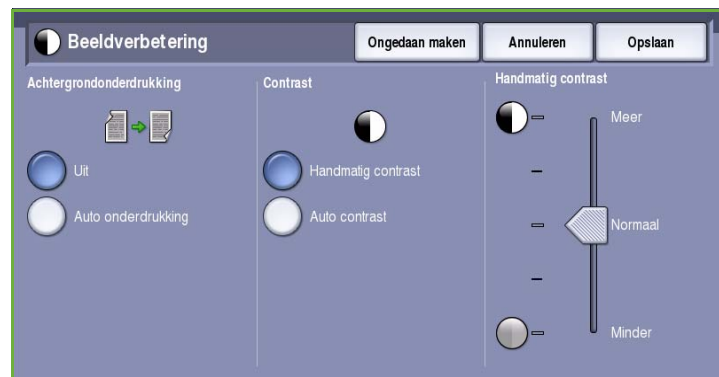 Beeldverbetering
Ongedaan maken
Annuleren
Opslaan
Achtergrondonderdrukking
Uit
Auto onderdrukking
Contrast
Handmatig contrast
Auto contrast
Handmatig contrast
Meer
Normaal
Minder